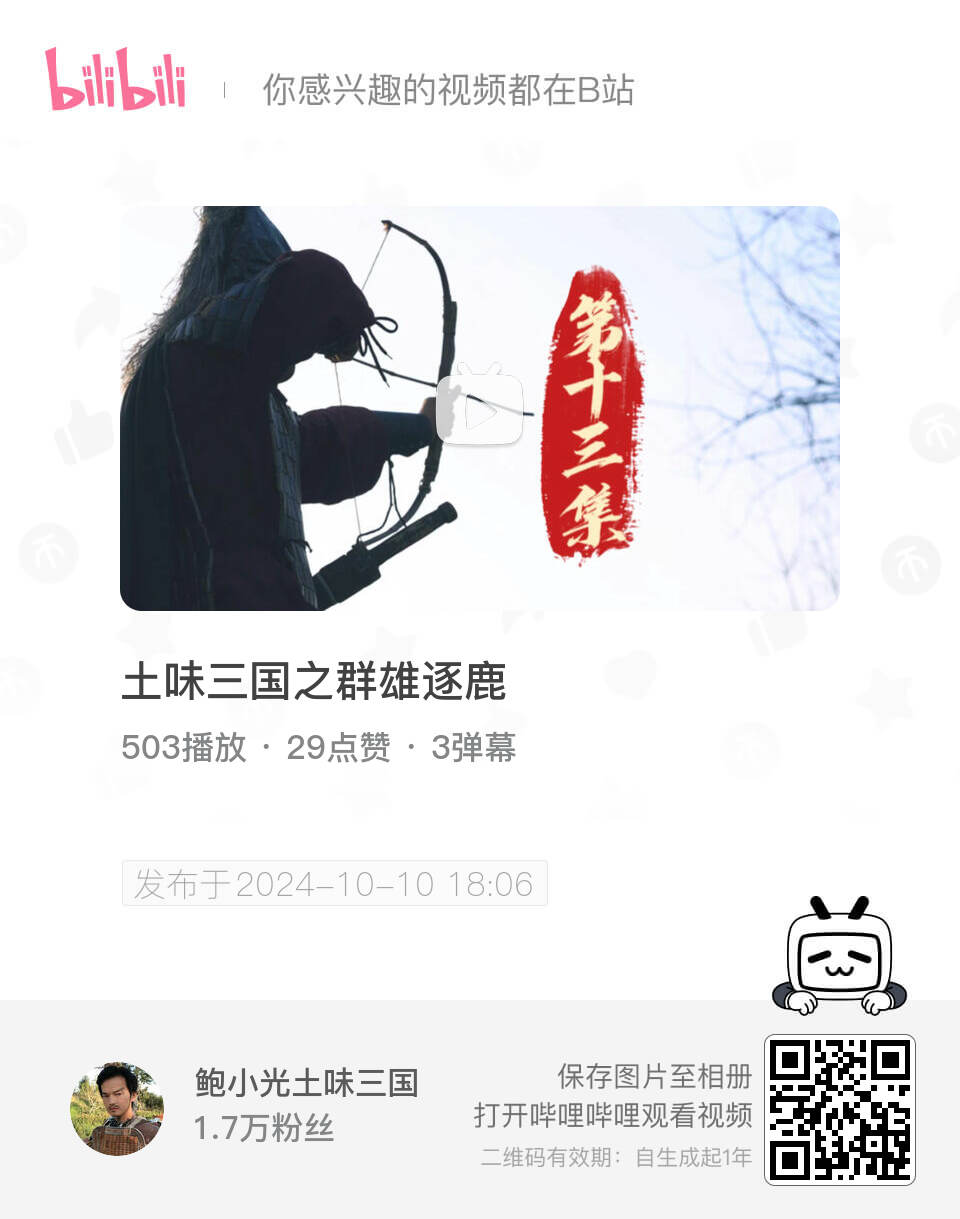 bilibili
你感兴趣的视频都在B站
第十三集
土味三国之群雄逐鹿
503播放 · 29点赞 · 3弹幕
发布于2024-10-10 18:06
鲍小光土味三国
1.7万粉丝
保存图片至相册
打开哔哩哔哩观看视频
二维码有效期：自生成起1年